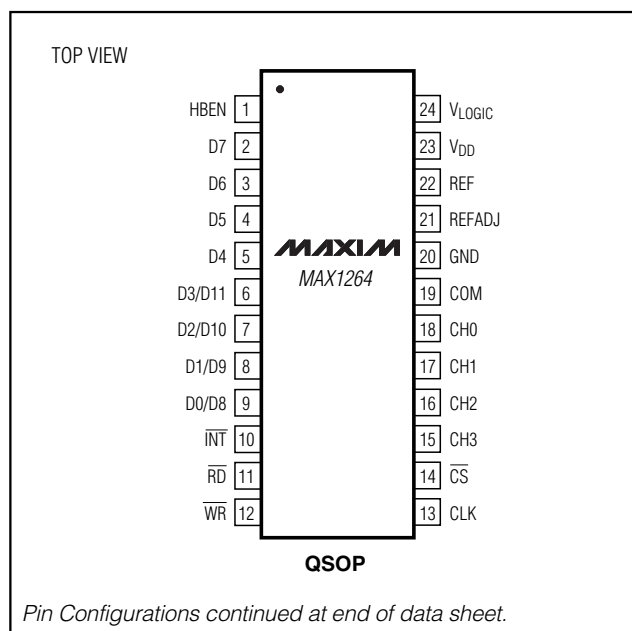 TOP VIEW
HBEN 1
D7 2
D6 3
D5 4
D4 5
D3/D11 6
D2/D10 7
D1/D9 8
D0/D8 9
INT 10
RD 11
WR 12
MAXIM
MAX1264
24 VLOGIC
23 VDD
22 REF
21 REFADJ
20 GND
19 COM
18 CH0
17 CH1
16 CH2
15 CH3
14 CS
13 CLK
QSOP
Pin Configurations continued at end of data sheet.